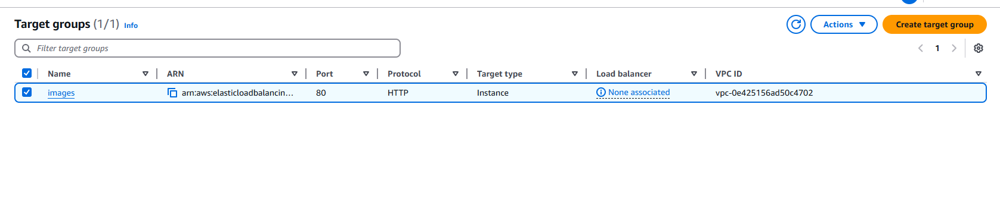 Target groups (1/1) Info
Actions
Create target group
Filter target groups
1
Name ARN Port Protocol Target type Load balancer VPC ID
images arn:aws:elasticloadbalancin... 80 HTTP Instance None associated vpc-0e425156ad50c4702